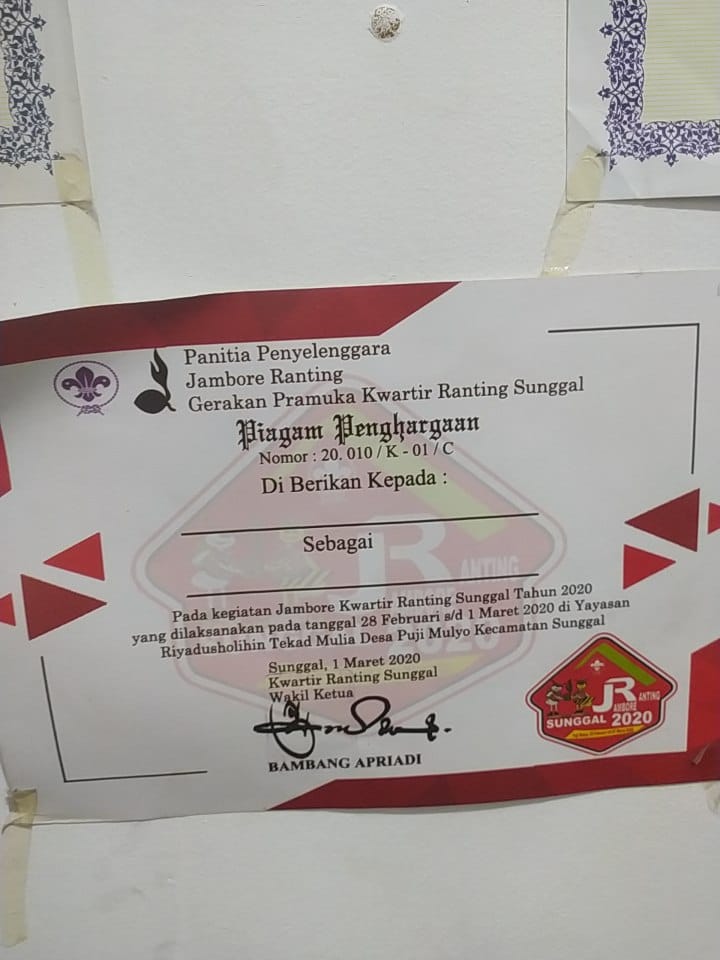 Panitia Penyelenggara
Jambore Ranting
Gerakan Pramuka Kwartir Ranting Sunggal
Piagam Penghargaan
Nomor : 20. 010 / K - 01 / C
Di Berikan Kepada :
Sebagai
Pada kegiatan Jambore Kwartir Ranting Sunggal Tahun 2020
yang dilaksanakan pada tanggal 28 Februari s/d 1 Maret 2020 di Yayasan
Riyadusholihin Tekad Mulia Desa Puji Mulyo Kecamatan Sunggal
Sunggal, 1 Maret 2020
Kwartir Ranting Sunggal
Wakil Ketua
BAMBANG APRIADI
JR
ANTING
AMBORE
SUNGGAL 2020